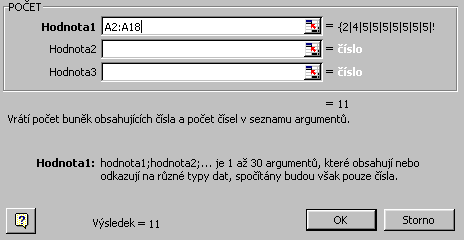 POČET
Hodnota1 A2:A18 = {2|4|5|5|5|5|5|5|5|
Hodnota2 = číslo
Hodnota3 = číslo
= 11
Vrátí počet buněk obsahujících čísla a počet čísel v seznamu argumentů.
Hodnota1: hodnota1;hodnota2;... je 1 až 30 argumentů, které obsahují nebo
odkazují na různé typy dat, spočítány budou však pouze čísla.
Výsledek = 11
OK
Storno